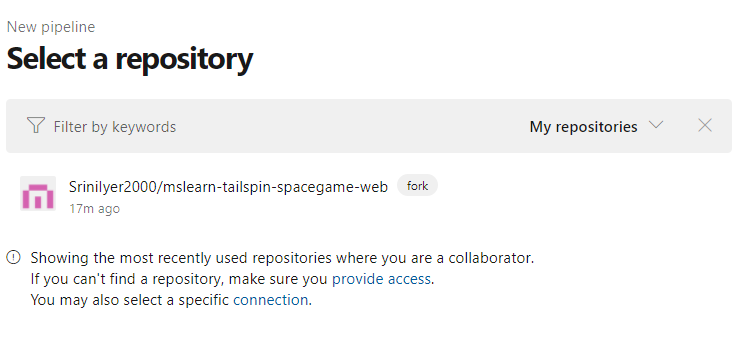 New pipeline
Select a repository
Filter by keywords
My repositories
Srinilyer2000/mslearn-tailspin-spacegame-web
fork
17m ago
Showing the most recently used repositories where you are a collaborator.
If you can't find a repository, make sure you provide access.
You may also select a specific connection.